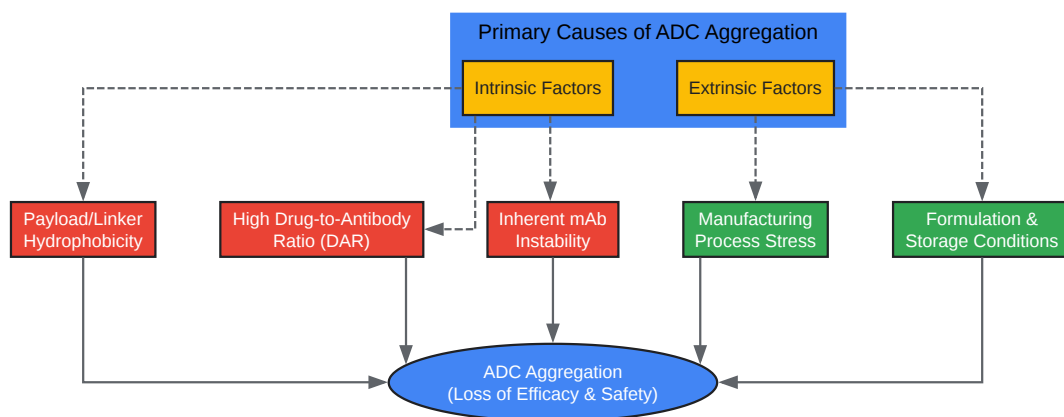 Primary Causes of ADC Aggregation
Intrinsic Factors
Extrinsic Factors
Payload/Linker
Hydrophobicity
High Drug-to-Antibody
Ratio (DAR)
Inherent mAb
Instability
Manufacturing
Process Stress
Formulation &
Storage Conditions
ADC Aggregation
(Loss of Efficacy & Safety)